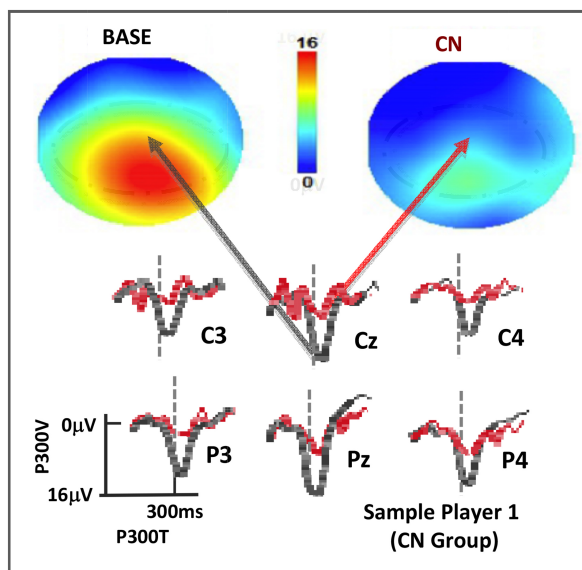 BASE
16
CN
0
0µV
C3
Cz
C4
P300V
0µV
P3
Pz
P4
16µV
300ms
P300T
Sample Player 1
(CN Group)